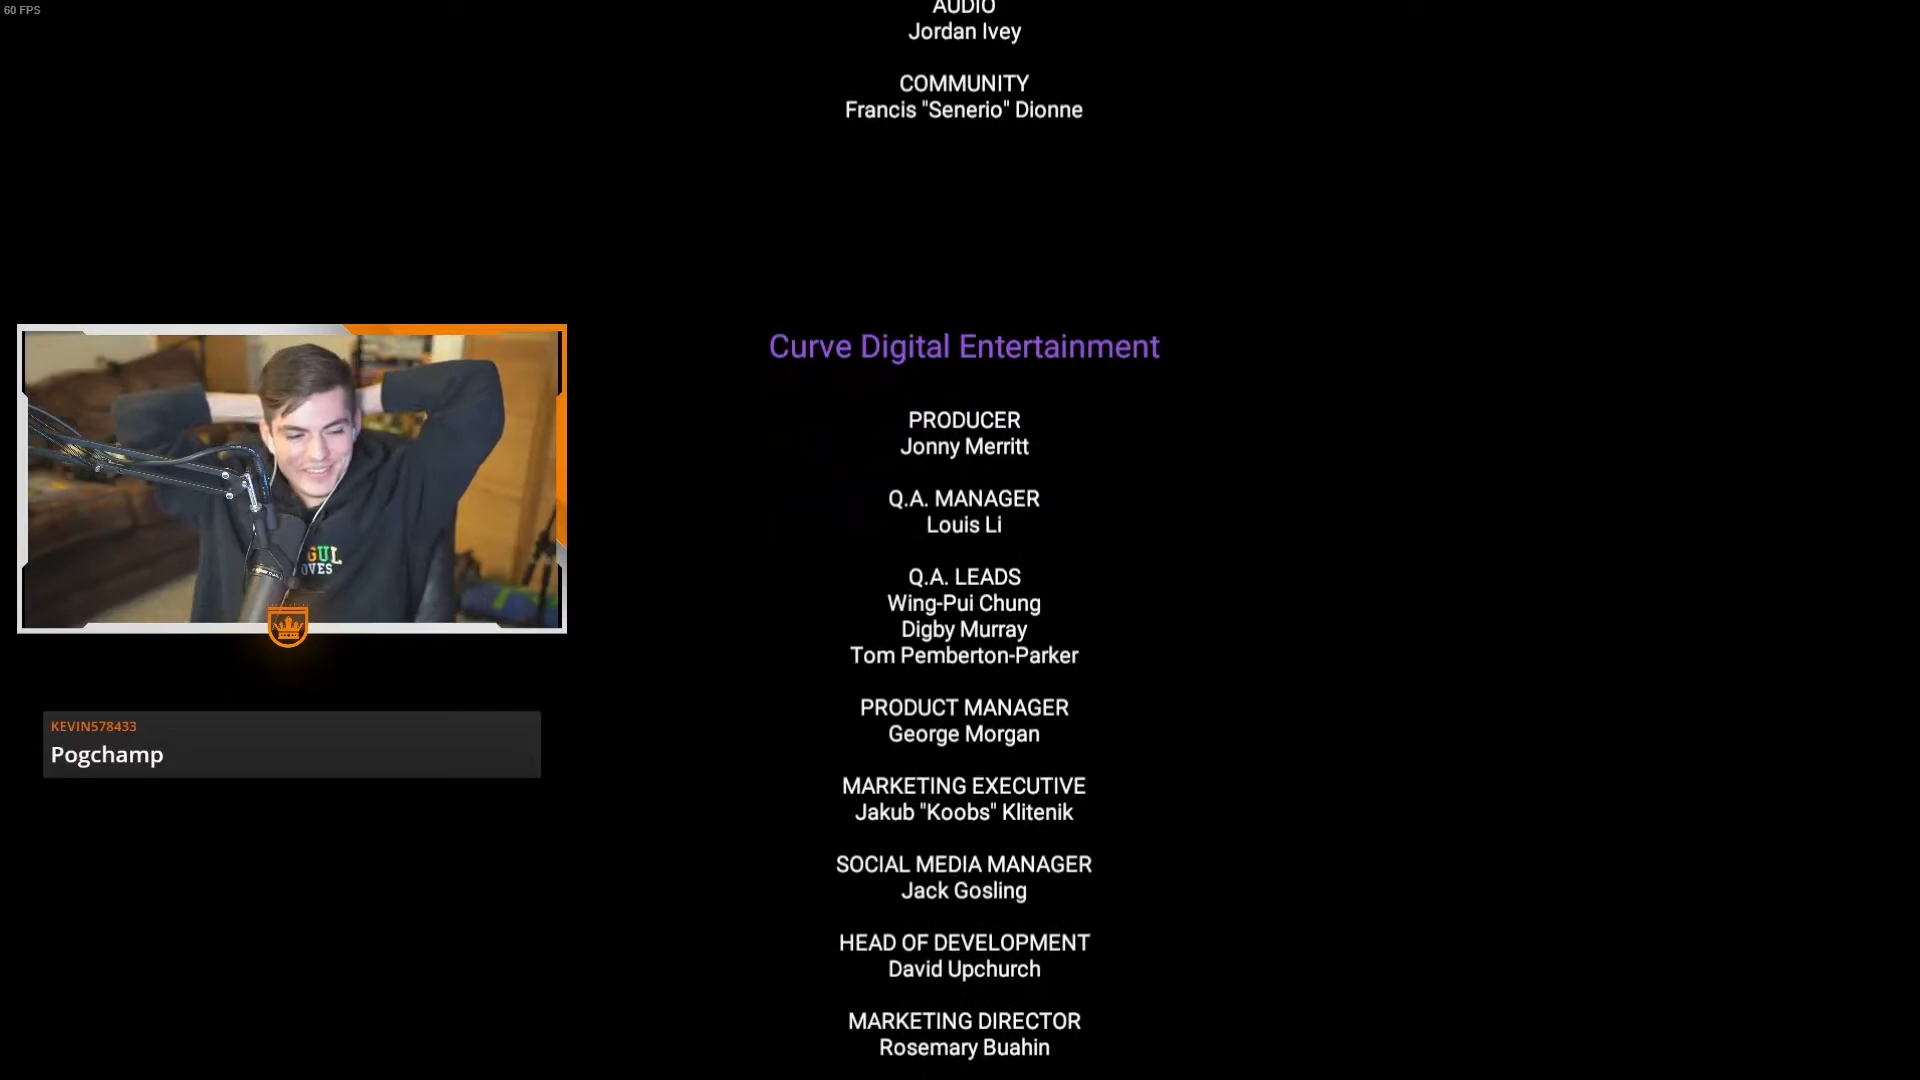 60 FPS
AUDIO
Jordan Ivey
COMMUNITY
Francis "Senerio" Dionne
Curve Digital Entertainment
PRODUCER
Jonny Merritt
Q.A. MANAGER
Louis Li
Q.A. LEADS
Wing-Pui Chung
Digby Murray
Tom Pemberton-Parker
PRODUCT MANAGER
George Morgan
MARKETING EXECUTIVE
Jakub "Koobs" Klitenik
SOCIAL MEDIA MANAGER
Jack Gosling
HEAD OF DEVELOPMENT
David Upchurch
MARKETING DIRECTOR
Rosemary Buahin
KEVIN578433
Pogchamp